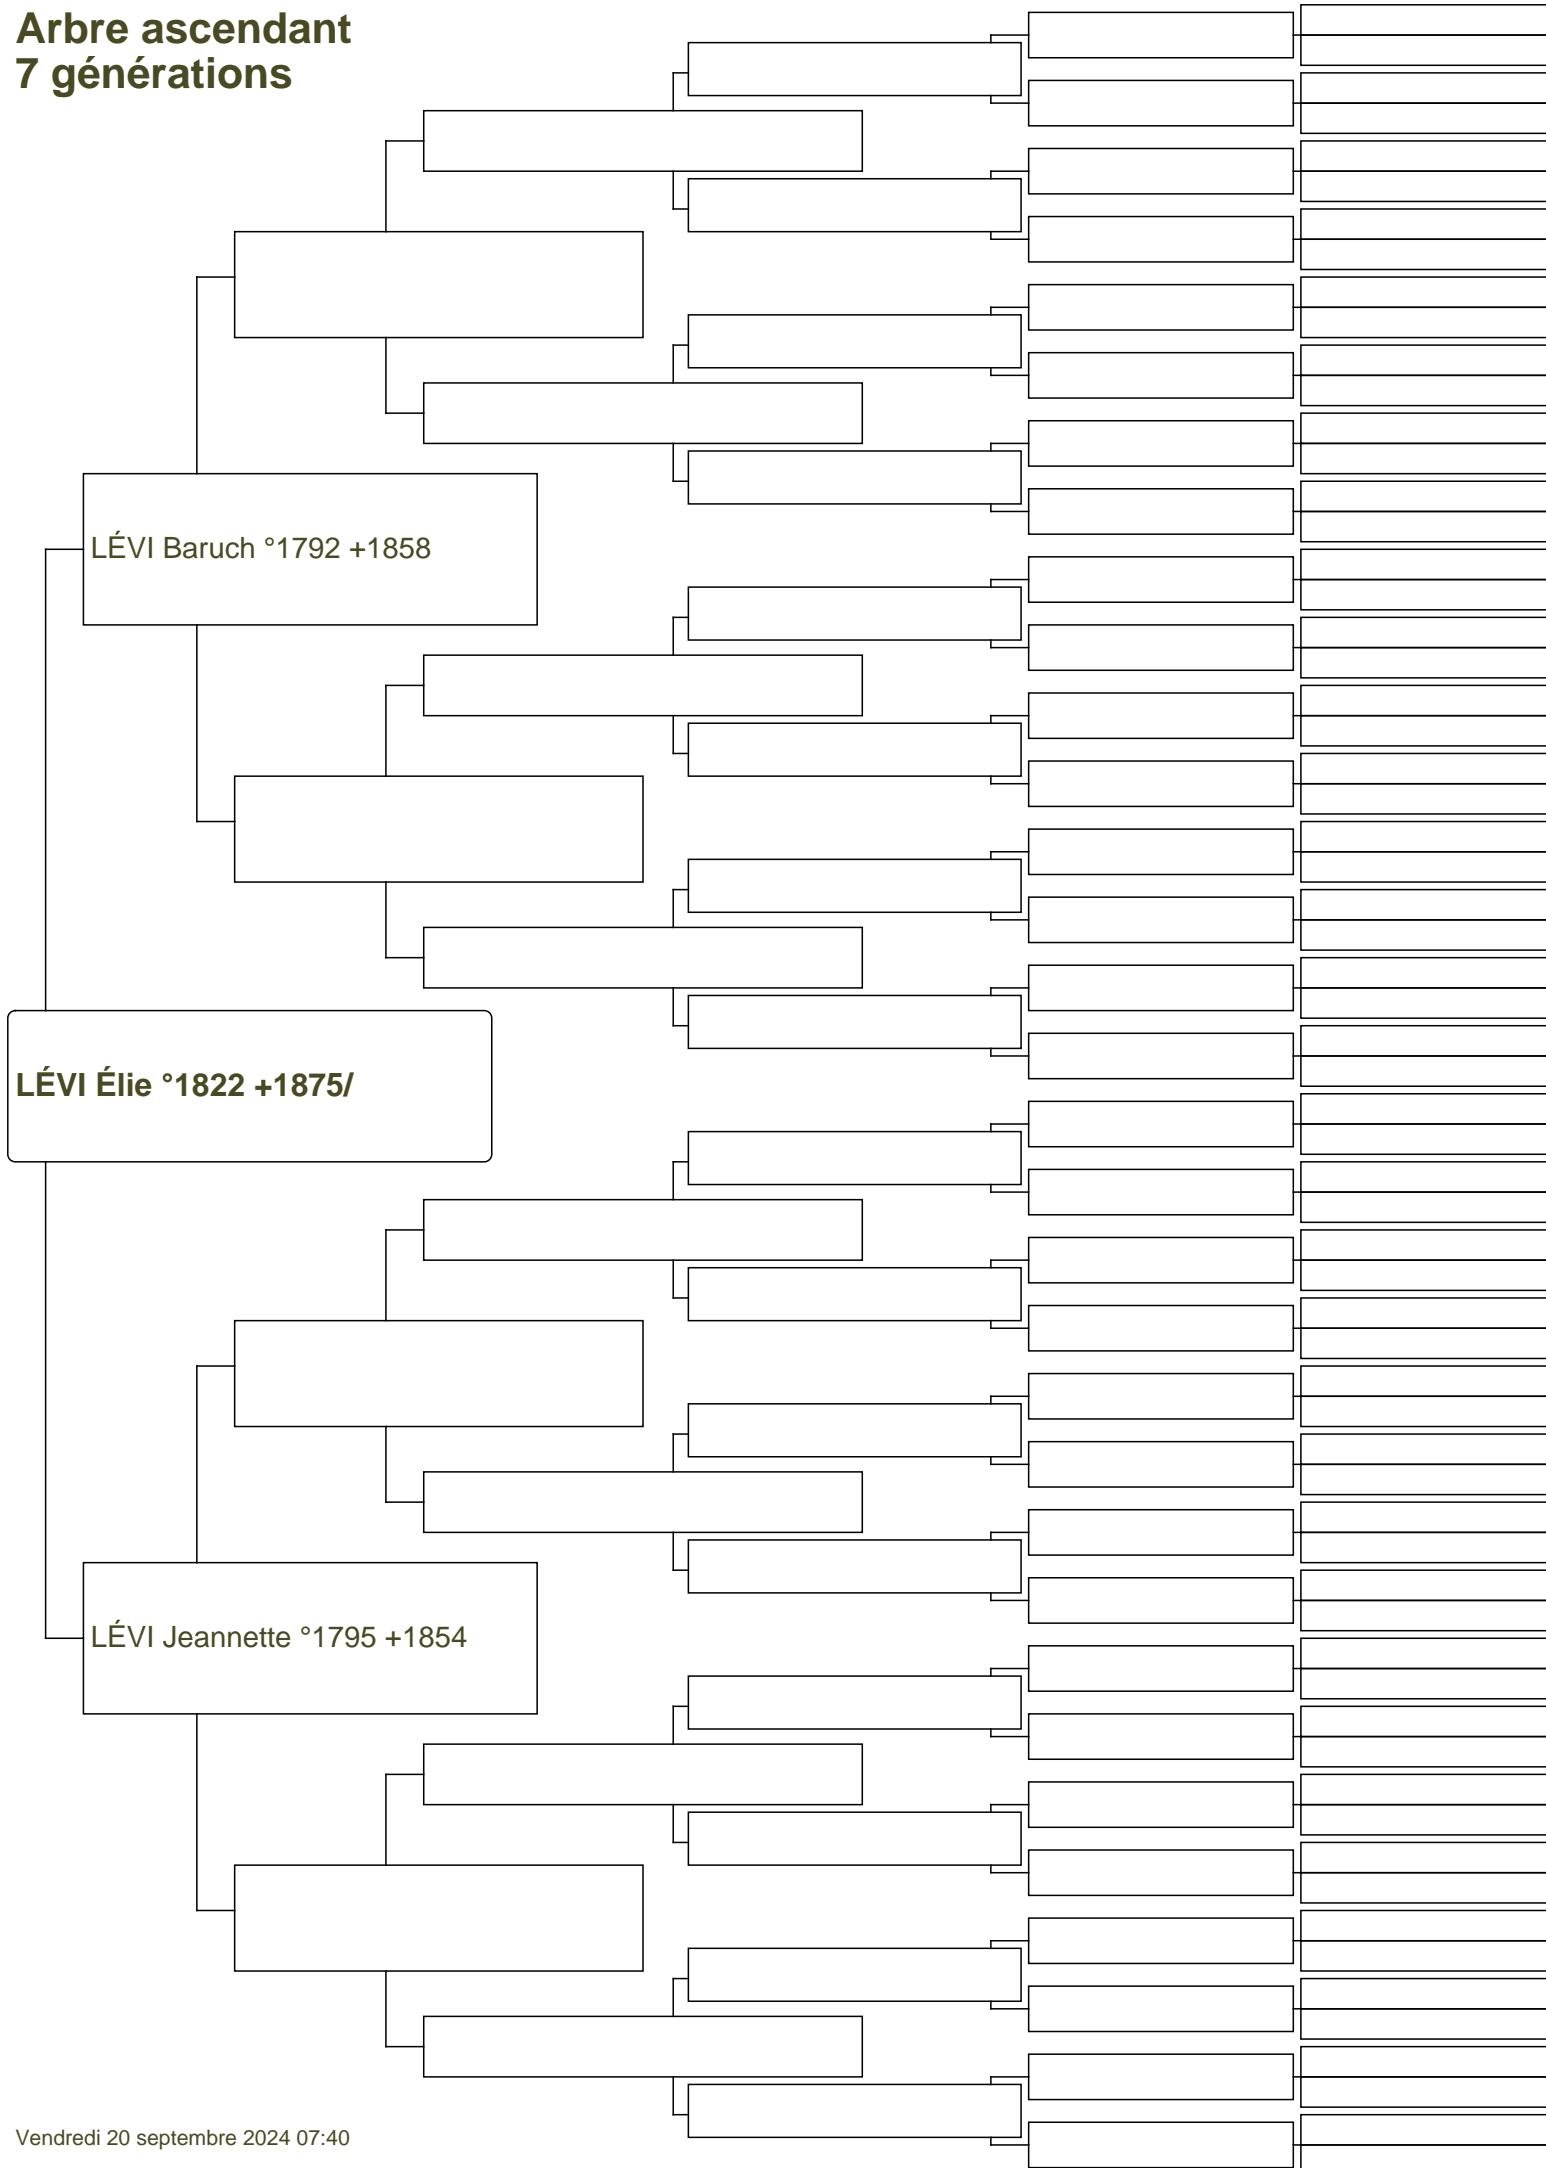 Arbre ascendant
7 générations
LÉVI Baruch °1792 +1858
LÉVI Élie °1822 +1875/
LÉVI Jeannette °1795 +1854
Vendredi 20 septembre 2024 07:40